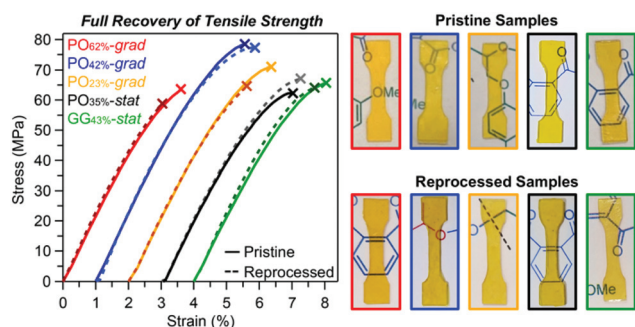 Full Recovery of Tensile Strength
Pristine Samples
80
70
60
50
40
30
20
10
0
Stress (MPa)
PO62%-grad
PO42%-grad
PO23%-grad
PO35%-stat
GG43%-stat
Pristine
Reprocessed
0 1 2 3 4 5 6 7 8
Strain (%)
O
O
OMe
O
O
O
O
O
Reprocessed Samples
O
O
O
O
O
O
O
OMe